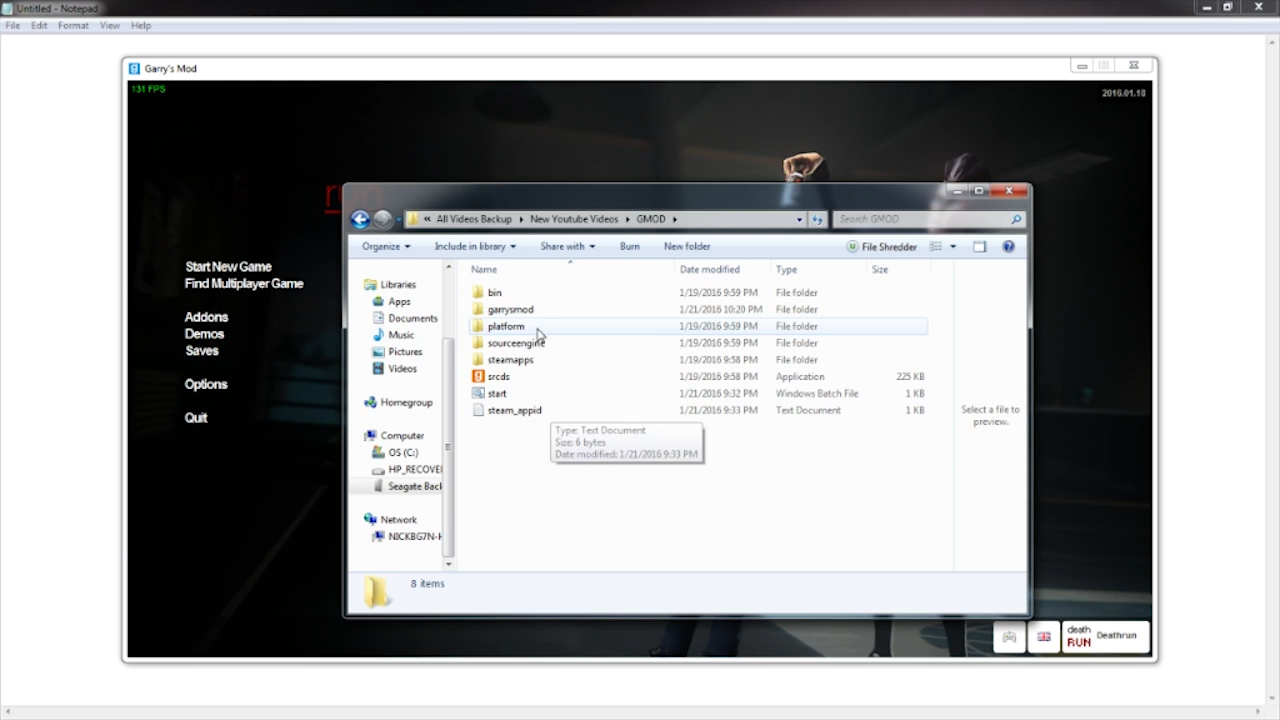 Untitled - Notepad
File Edit Format View Help
Garry's Mod
131 FPS
2016.01.18
Start New Game
Find Multiplayer Game
Addons
Demos
Saves
Options
Quit
« All Videos Backup New Youtube Videos GMOD
Search GMOD
Organize Include in library Share with Burn New folder File Shredder
Libraries
Apps
Documents
Music
Pictures
Videos
Homegroup
Computer
OS (C:)
HP_RECOVE
Seagate Back
Network
NICKBG7N-H
Name Date modified Type Size
bin 1/19/2016 9:59 PM File folder
garrysmod 1/21/2016 10:20 PM File folder
platform 1/19/2016 9:59 PM File folder
sourceengine 1/19/2016 9:59 PM File folder
steamapps 1/19/2016 9:58 PM File folder
srcds 1/19/2016 9:58 PM Application 225 KB
start 1/21/2016 9:32 PM Windows Batch File 1 KB
steam_appid 1/21/2016 9:33 PM Text Document 1 KB
Type: Text Document
Size: 6 bytes
Date modified: 1/21/2016 9:33 PM
Select a file to
preview.
8 items
death
RUN
Deathrun